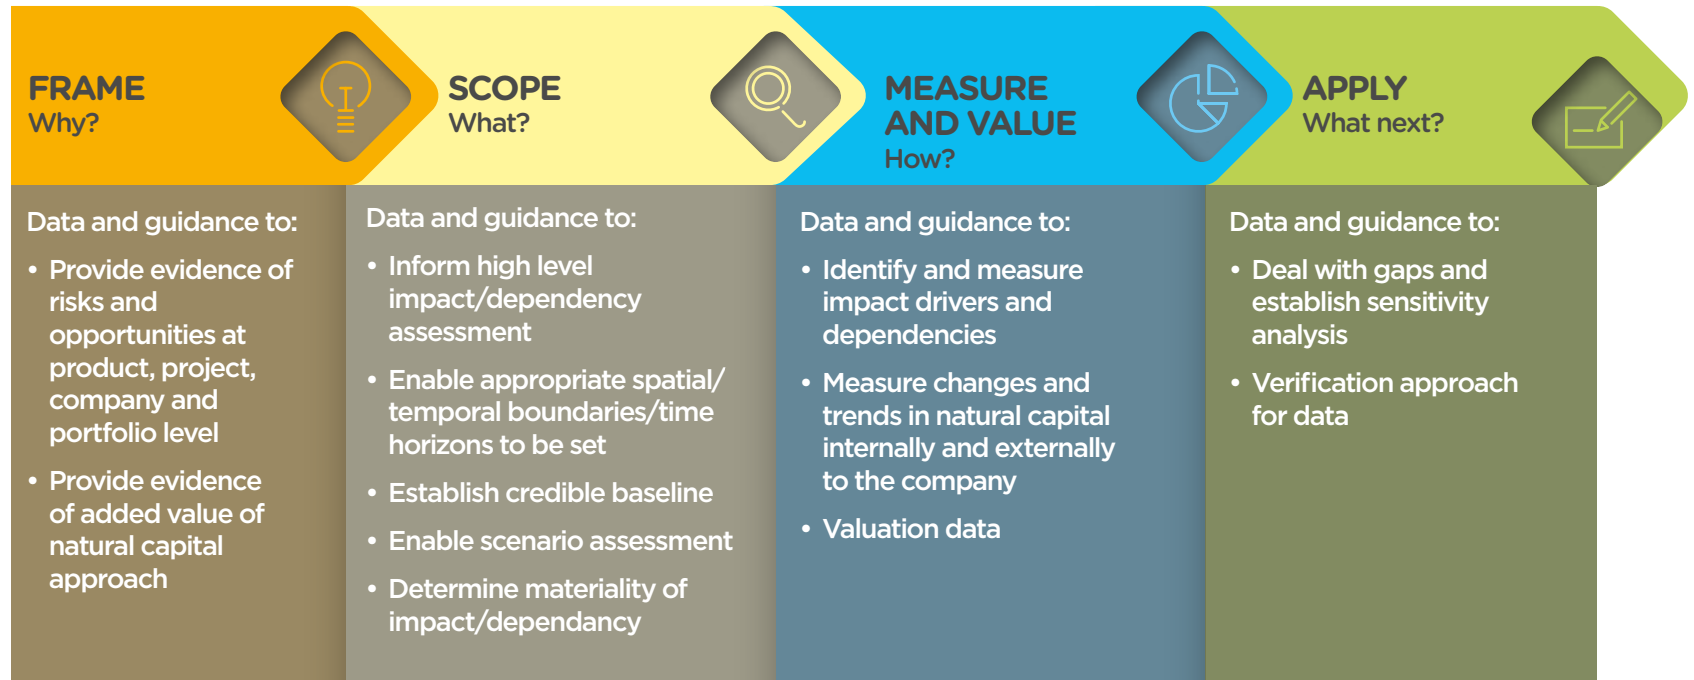 FRAME
Why?
SCOPE
What?
MEASURE
AND VALUE
How?
APPLY
What next?
Data and guidance to:
• Provide evidence of
risks and
opportunities at
product, project,
company and
portfolio level
• Provide evidence
of added value of
natural capital
approach
Data and guidance to:
• Inform high level
impact/dependency
assessment
• Enable appropriate spatial/
temporal boundaries/time
horizons to be set
• Establish credible baseline
• Enable scenario assessment
• Determine materiality of
impact/dependancy
Data and guidance to:
• Identify and measure
impact drivers and
dependencies
• Measure changes and
trends in natural capital
internally and externally
to the company
• Valuation data
Data and guidance to:
• Deal with gaps and
establish sensitivity
analysis
• Verification approach
for data